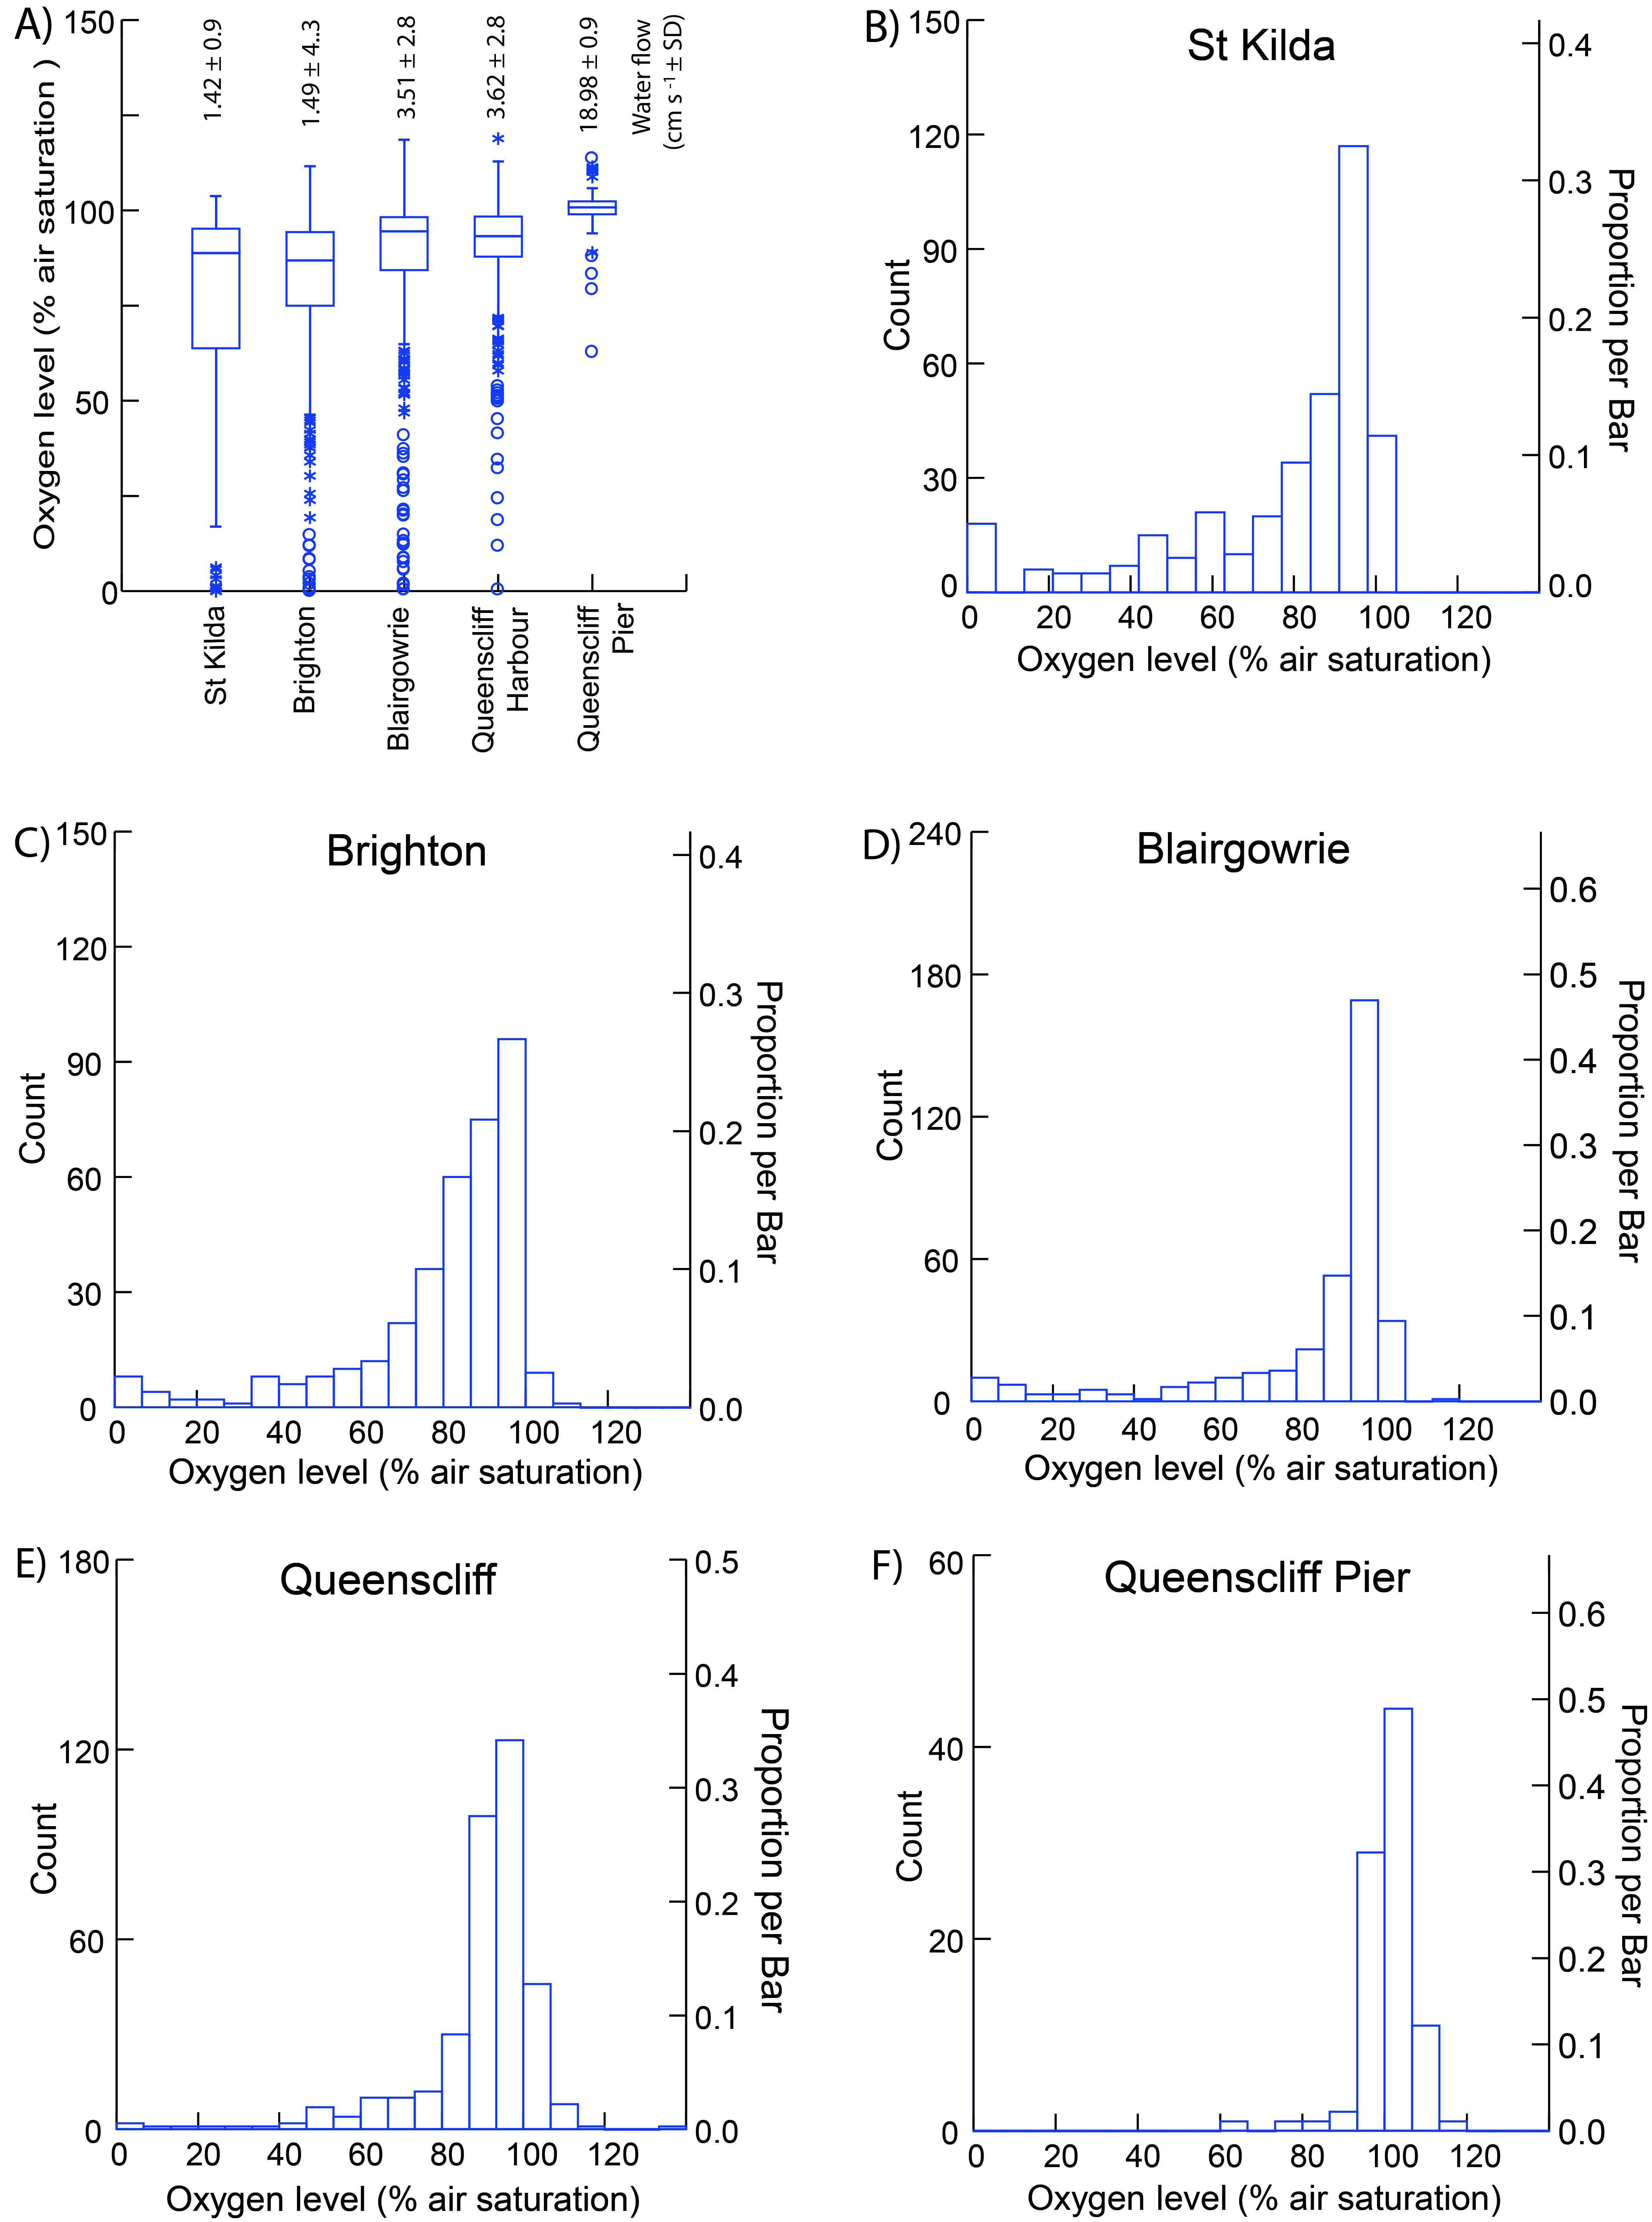 A)
Oxygen level (% air saturation )
150
100
50
0
1.42 ± 0.9
1.49 ± 4..3
3.51 ± 2.8
3.62 ± 2.8
18.98 ± 0.9
Water flow
(cm s⁻¹ ± SD)
St Kilda
Brighton
Blairgowrie
Queenscliff
Harbour
Queenscliff
Pier
B)
St Kilda
Count
150
120
90
60
30
0
0.4
0.3
0.2
0.1
0.0
Proportion per Bar
0 20 40 60 80 100 120
Oxygen level (% air saturation)
C)
Brighton
Count
150
120
90
60
30
0
0.4
0.3
0.2
0.1
0.0
Proportion per Bar
0 20 40 60 80 100 120
Oxygen level (% air saturation)
D)
Blairgowrie
Count
240
180
120
60
0
0.6
0.5
0.4
0.3
0.2
0.1
0.0
Proportion per Bar
0 20 40 60 80 100 120
Oxygen level (% air saturation)
E)
Queenscliff
Count
180
120
60
0
0.5
0.4
0.3
0.2
0.1
0.0
Proportion per Bar
0 20 40 60 80 100 120
Oxygen level (% air saturation)
F)
Queenscliff Pier
Count
60
40
20
0
0.6
0.5
0.4
0.3
0.2
0.1
0.0
Proportion per Bar
0 20 40 60 80 100 120
Oxygen level (% air saturation)